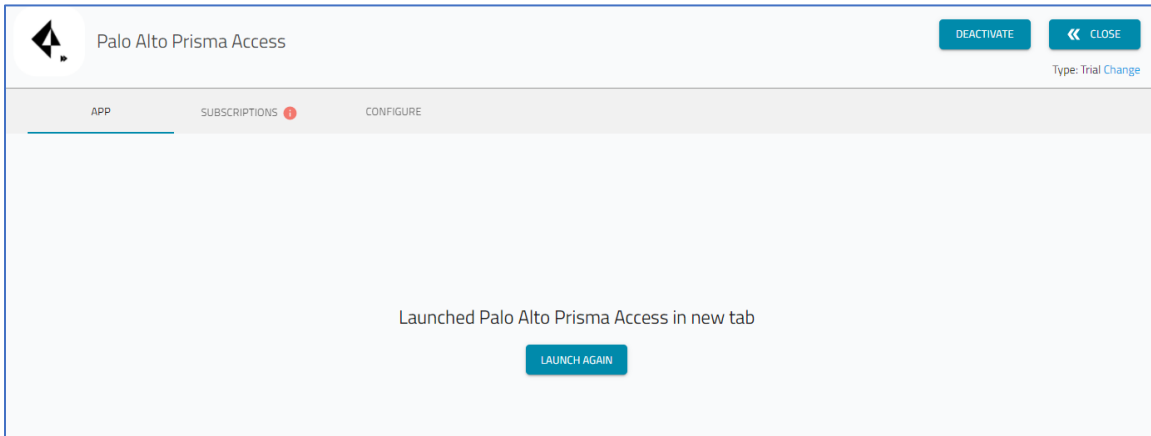 Palo Alto Prisma Access
DEACTIVATE
CLOSE
Type: Trial Change
APP
SUBSCRIPTIONS
CONFIGURE
Launched Palo Alto Prisma Access in new tab
LAUNCH AGAIN